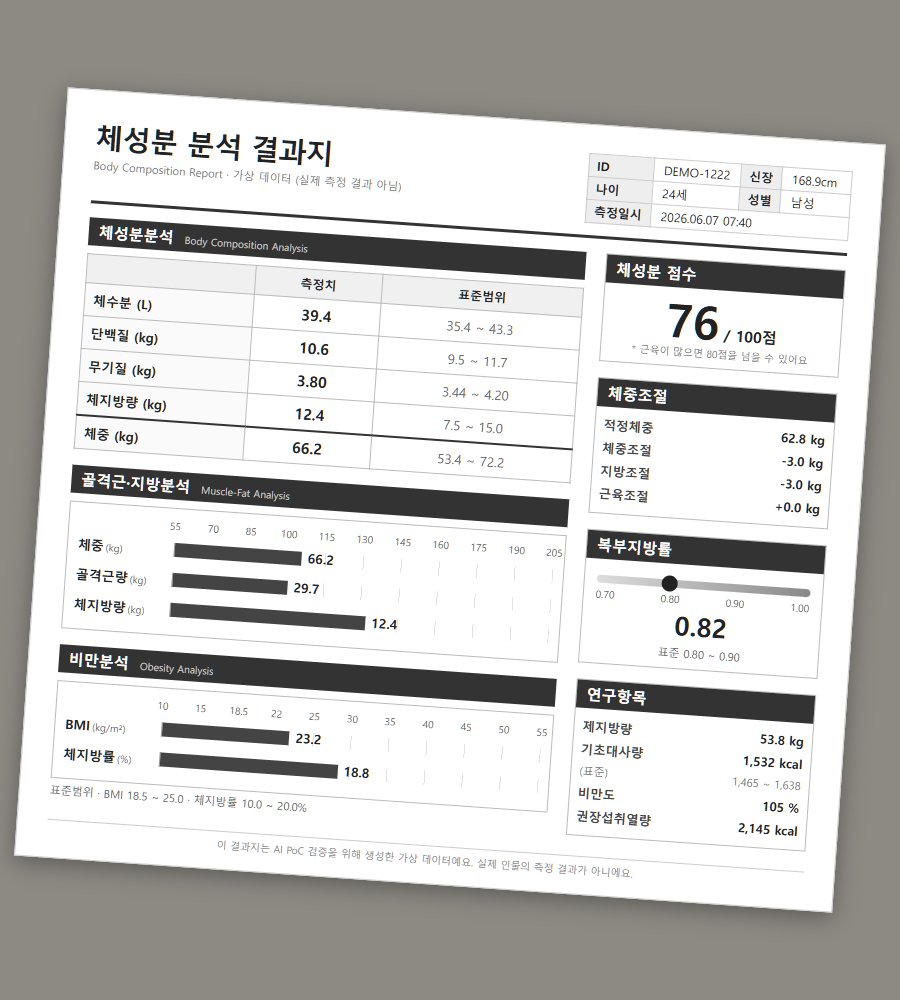 체성분 분석 결과지
Body Composition Report · 가상 데이터 (실제 측정 결과 아님)
ID DEMO-1222 신장 168.9cm
나이 24세 성별 남성
측정일시 2026.06.07 07:40
체성분분석 Body Composition Analysis
측정치 표준범위
체수분 (L) 39.4 35.4 ~ 43.3
단백질 (kg) 10.6 9.5 ~ 11.7
무기질 (kg) 3.80 3.44 ~ 4.20
체지방량 (kg) 12.4 7.5 ~ 15.0
체중 (kg) 66.2 53.4 ~ 72.2
골격근·지방분석 Muscle-Fat Analysis
55 70 85 100 115 130 145 160 175 190 205
체중 (kg) 66.2
골격근량 (kg) 29.7
체지방량 (kg) 12.4
비만분석 Obesity Analysis
10 15 18.5 22 25 30 35 40 45 50 55
BMI (kg/m²) 23.2
체지방률 (%) 18.8
표준범위 · BMI 18.5 ~ 25.0 · 체지방률 10.0 ~ 20.0%
체성분 점수
76 / 100점
* 근육이 많으면 80점을 넘을 수 있어요
체중조절
적정체중 62.8 kg
체중조절 -3.0 kg
지방조절 -3.0 kg
근육조절 +0.0 kg
복부지방률
0.70 0.80 0.90 1.00
0.82
표준 0.80 ~ 0.90
연구항목
제지방량 53.8 kg
기초대사량 1,532 kcal
(표준) 1,465 ~ 1,638
비만도 105 %
권장섭취열량 2,145 kcal
이 결과지는 AI PoC 검증을 위해 생성한 가상 데이터예요. 실제 인물의 측정 결과가 아니에요.